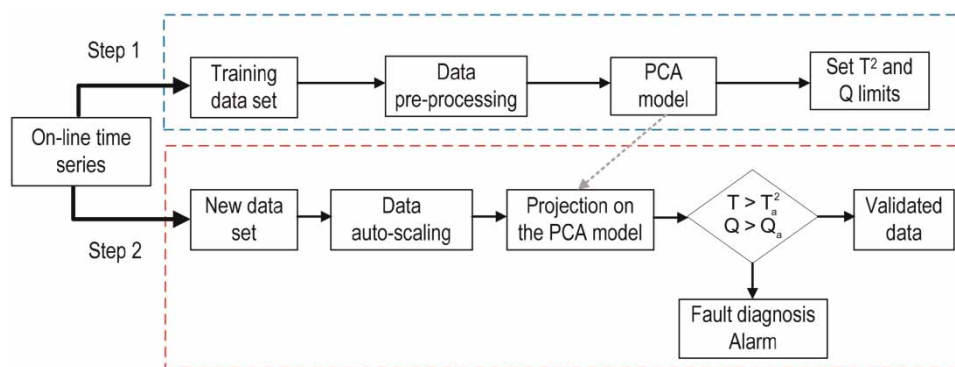 Step 1
Training
data set
Data
pre-processing
PCA
model
Set T² and
Q limits
On-line time
series
New data
set
Data
auto-scaling
Projection on
the PCA model
T > Tₐ²
Q > Qₐ
Validated
data
Step 2
Fault diagnosis
Alarm